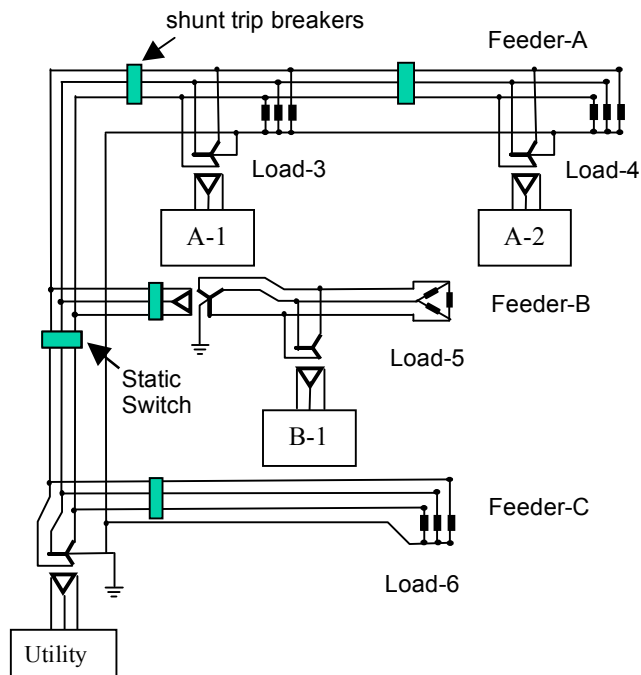 shunt trip breakers
Feeder-A
Load-3
Load-4
A-1
A-2
Feeder-B
Load-5
Static
Switch
B-1
Feeder-C
Load-6
Utility